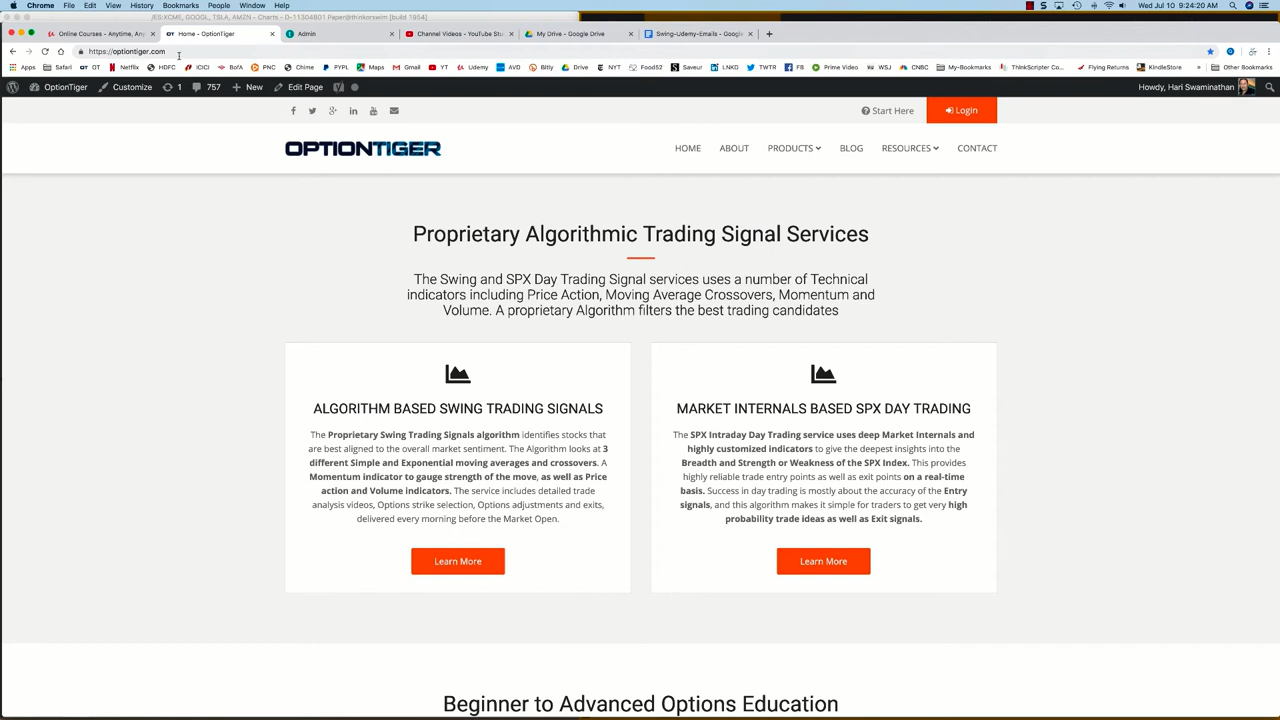 Chrome File Edit View History Bookmarks People Window Help Wed Jul 10 9:24:20 AM
/ES:XCME, GOOGL, TSLA, AMZN - Charts - D-11304801 Paper@thinkorswim [build 1954]
Online Courses - Anytime, Any Home - OptionTiger Admin Channel Videos - YouTube Stu My Drive - Google Drive Swing-Udemy-Emails - Google
https://optiontiger.com
Apps Safari OT Netflix HDFC ICICI BofA PNC Chime PYPL Maps Gmail YT Udemy AVD Bitly Drive NYT Food52 Saveur LNKD TWTR FB Prime Video WSJ CNBC My-Bookmarks ThinkScripter Co... Flying Returns KindleStore Other Bookmarks
OptionTiger Customize 1 757 New Edit Page Howdy, Hari Swaminathan
Start Here Login
OPTIONTIGER HOME ABOUT PRODUCTS BLOG RESOURCES CONTACT
Proprietary Algorithmic Trading Signal Services
The Swing and SPX Day Trading Signal services uses a number of Technical
indicators including Price Action, Moving Average Crossovers, Momentum and
Volume. A proprietary Algorithm filters the best trading candidates
ALGORITHM BASED SWING TRADING SIGNALS
The Proprietary Swing Trading Signals algorithm identifies stocks that
are best aligned to the overall market sentiment. The Algorithm looks at 3
different Simple and Exponential moving averages and crossovers. A
Momentum indicator to gauge strength of the move, as well as Price
action and Volume indicators. The service includes detailed trade
analysis videos, Options strike selection, Options adjustments and exits,
delivered every morning before the Market Open.
Learn More
MARKET INTERNALS BASED SPX DAY TRADING
The SPX Intraday Day Trading service uses deep Market Internals and
highly customized indicators to give the deepest insights into the
Breadth and Strength or Weakness of the SPX Index. This provides
highly reliable trade entry points as well as exit points on a real-time
basis. Success in day trading is mostly about the accuracy of the Entry
signals, and this algorithm makes it simple for traders to get very high
probability trade ideas as well as Exit signals.
Learn More
Beginner to Advanced Options Education